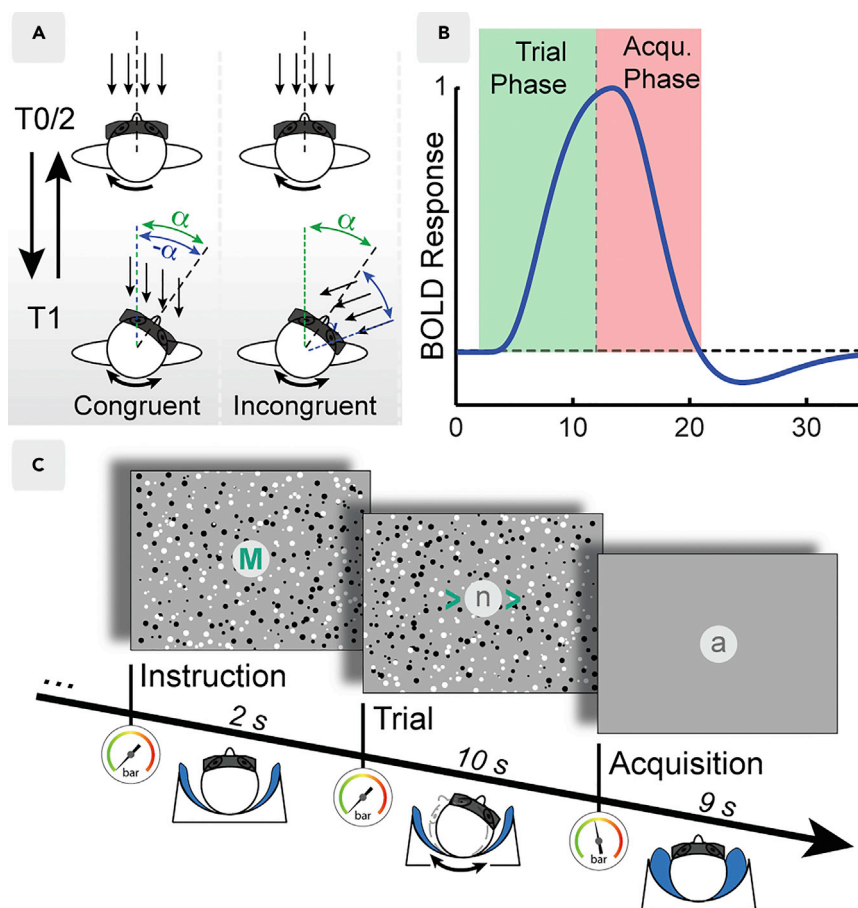 A
T0/2
T1
α
-α
α
Congruent
Incongruent
B
Trial
Phase
Acqu.
Phase
1
BOLD Response
0
10
20
30
C
M
> n >
a
...
Instruction
2 s
bar
Trial
10 s
bar
Acquisition
9 s
bar